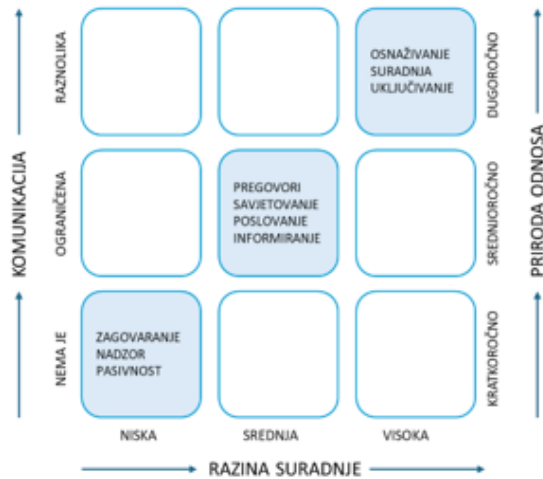 KOMUNIKACIJA
RAZNOLIKA
OGRANIČENA
NEMA JE
OSNAŽIVANJE
SURADNJA
UKLJUČIVANJE
PREGOVORI
SAVJETOVANJE
POSLOVANJE
INFORMIRANJE
ZAGOVARANJE
NADZOR
PASIVNOST
DUGOROČNO
SREDNJOROČNO
KRATKOROČNO
PRIRODA ODNOSA
NISKA
SREDNJA
VISOKA
RAZINA SURADNJE